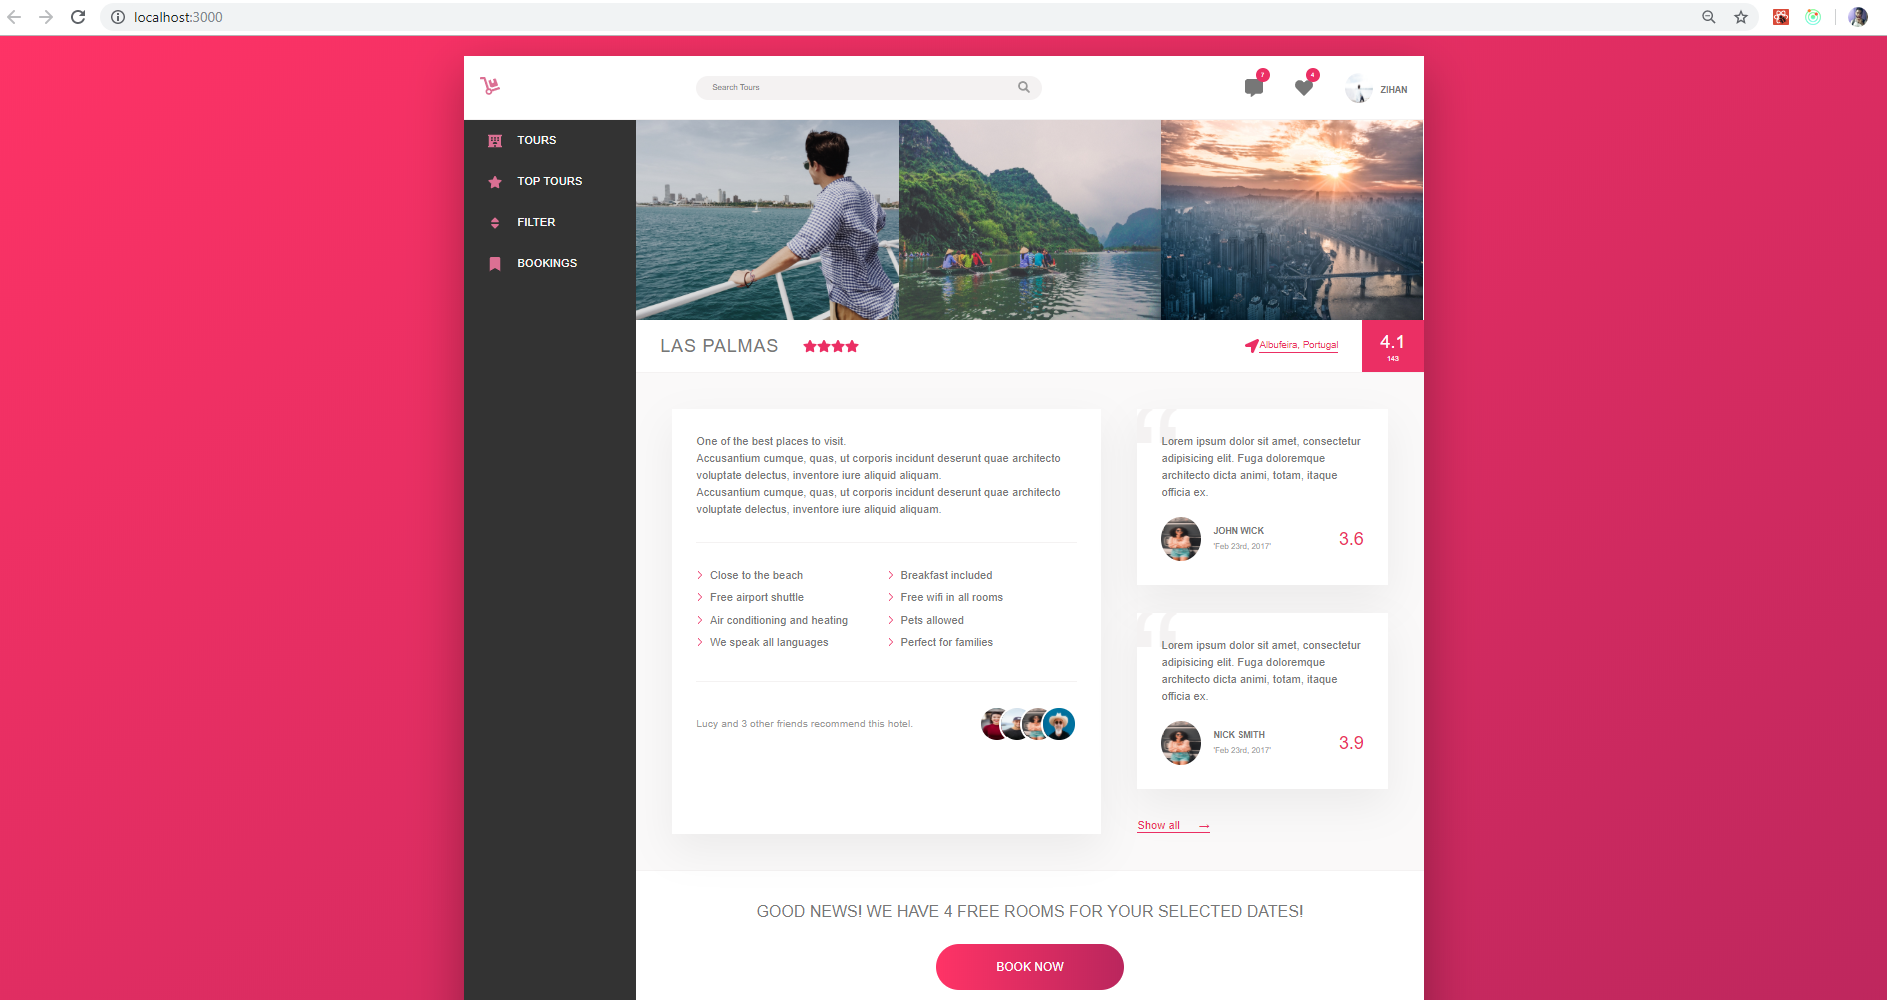 localhost:3000
Search Tours
7
4
ZIHAN
TOURS
TOP TOURS
FILTER
BOOKINGS
LAS PALMAS
Albufeira, Portugal
4.1
143
One of the best places to visit.
Accusantium cumque, quas, ut corporis incidunt deserunt quae architecto
voluptate delectus, inventore iure aliquid aliquam.
Accusantium cumque, quas, ut corporis incidunt deserunt quae architecto
voluptate delectus, inventore iure aliquid aliquam.
Close to the beach
Breakfast included
Free airport shuttle
Free wifi in all rooms
Air conditioning and heating
Pets allowed
We speak all languages
Perfect for families
Lucy and 3 other friends recommend this hotel.
“
Lorem ipsum dolor sit amet, consectetur
adipisicing elit. Fuga doloremque
architecto dicta animi, totam, itaque
officia ex.
JOHN WICK
'Feb 23rd, 2017'
3.6
“
Lorem ipsum dolor sit amet, consectetur
adipisicing elit. Fuga doloremque
architecto dicta animi, totam, itaque
officia ex.
NICK SMITH
'Feb 23rd, 2017'
3.9
Show all →
GOOD NEWS! WE HAVE 4 FREE ROOMS FOR YOUR SELECTED DATES!
BOOK NOW